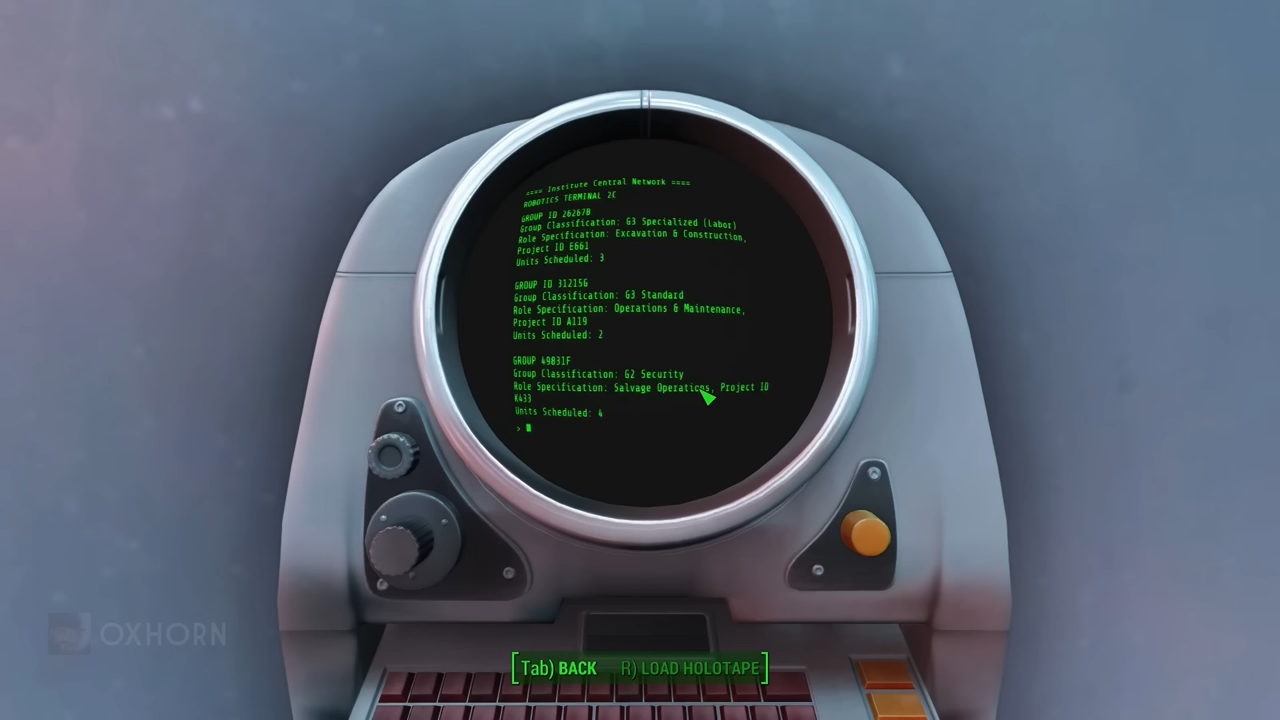 ==== Institute Central Network ====
ROBOTICS TERMINAL 2C
GROUP ID 26267B
Group Classification: G3 Specialized (Labor)
Role Specification: Excavation & Construction,
Project ID E661
Units Scheduled: 3
GROUP ID 31215G
Group Classification: G3 Standard
Role Specification: Operations & Maintenance,
Project ID A119
Units Scheduled: 2
GROUP 49831F
Group Classification: G2 Security
Role Specification: Salvage Operations, Project ID
K433
Units Scheduled: 4
>
OXHORN
Tab) BACK R) LOAD HOLOTAPE